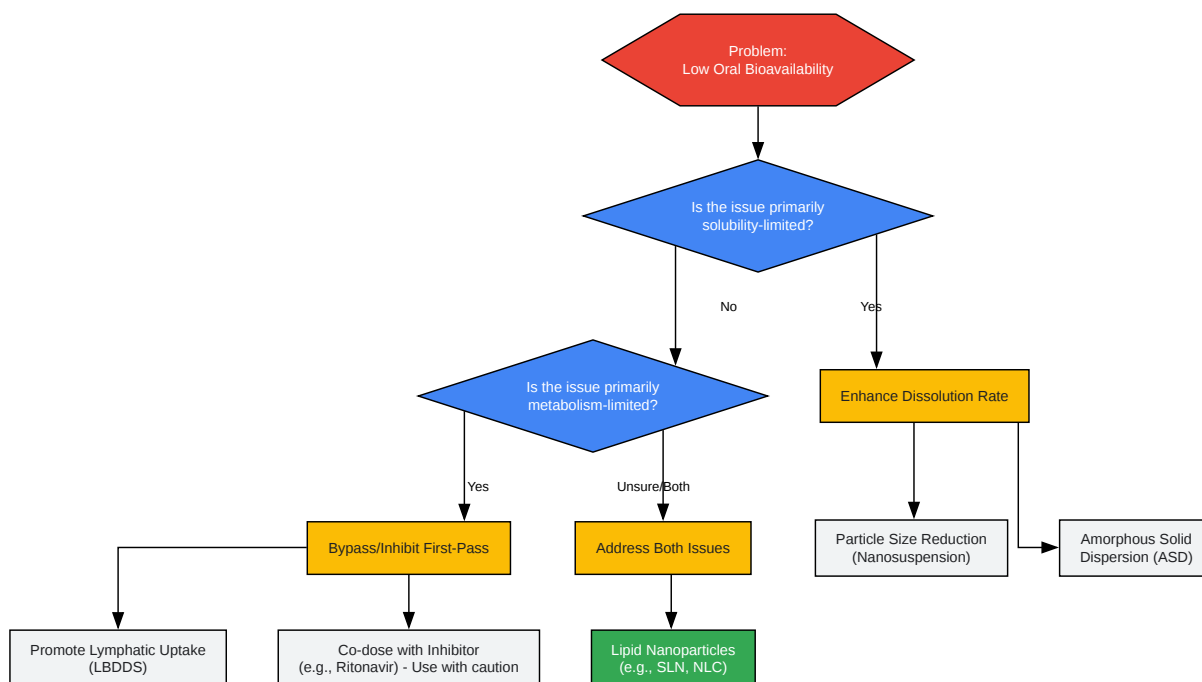 Problem:
Low Oral Bioavailability
Is the issue primarily
solubility-limited?
No
Yes
Is the issue primarily
metabolism-limited?
Enhance Dissolution Rate
Yes
Unsure/Both
Bypass/Inhibit First-Pass
Address Both Issues
Particle Size Reduction
(Nanosuspension)
Amorphous Solid
Dispersion (ASD)
Promote Lymphatic Uptake
(LBDDS)
Co-dose with Inhibitor
(e.g., Ritonavir) - Use with caution
Lipid Nanoparticles
(e.g., SLN, NLC)